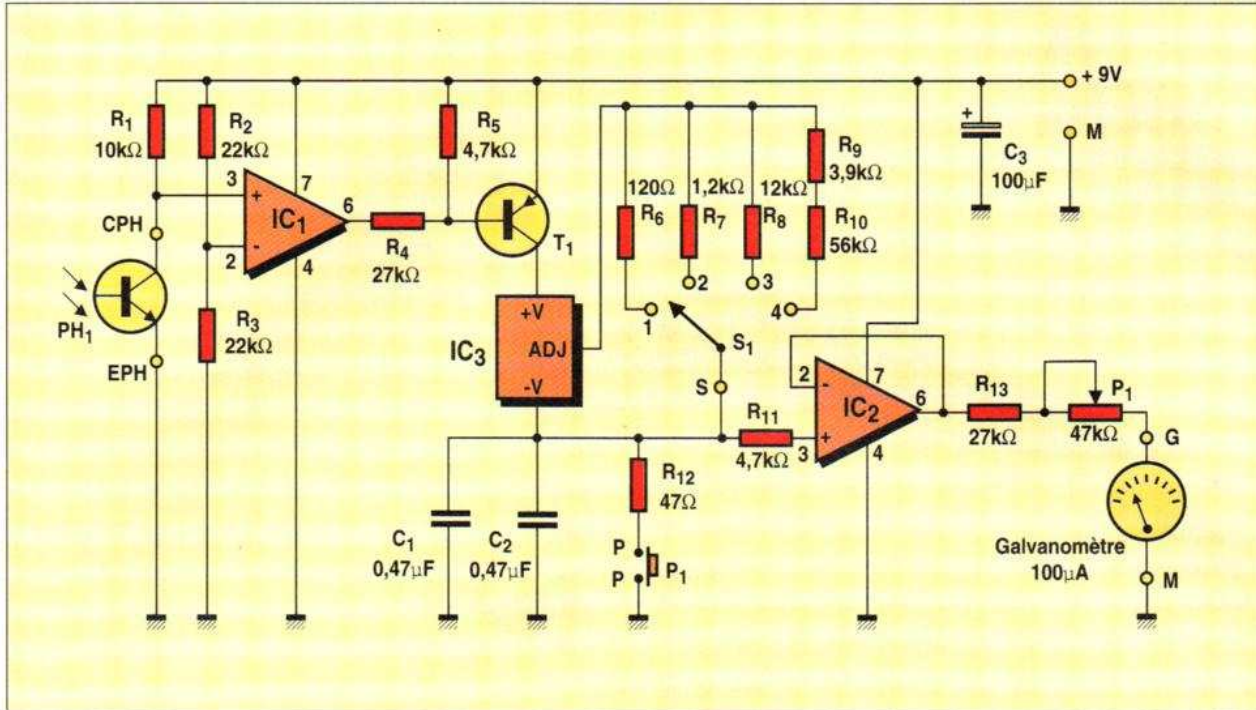 R1
10kΩ
R2
22kΩ
R3
22kΩ
CPH
PH1
EPH
3
+
-
2
IC1
7
6
4
R4
27kΩ
R5
4,7kΩ
T1
+V
ADJ
-V
IC3
120Ω
R6
1,2kΩ
R7
12kΩ
R8
R9
3,9kΩ
R10
56kΩ
1
2
3
4
S1
S
R11
4,7kΩ
2
-
+
3
IC2
7
6
4
R12
47Ω
P
P
P1
C1
0,47µF
C2
0,47µF
+
C3
100µF
+ 9V
M
R13
27kΩ
P1
47kΩ
G
Galvanomètre
100µA
M